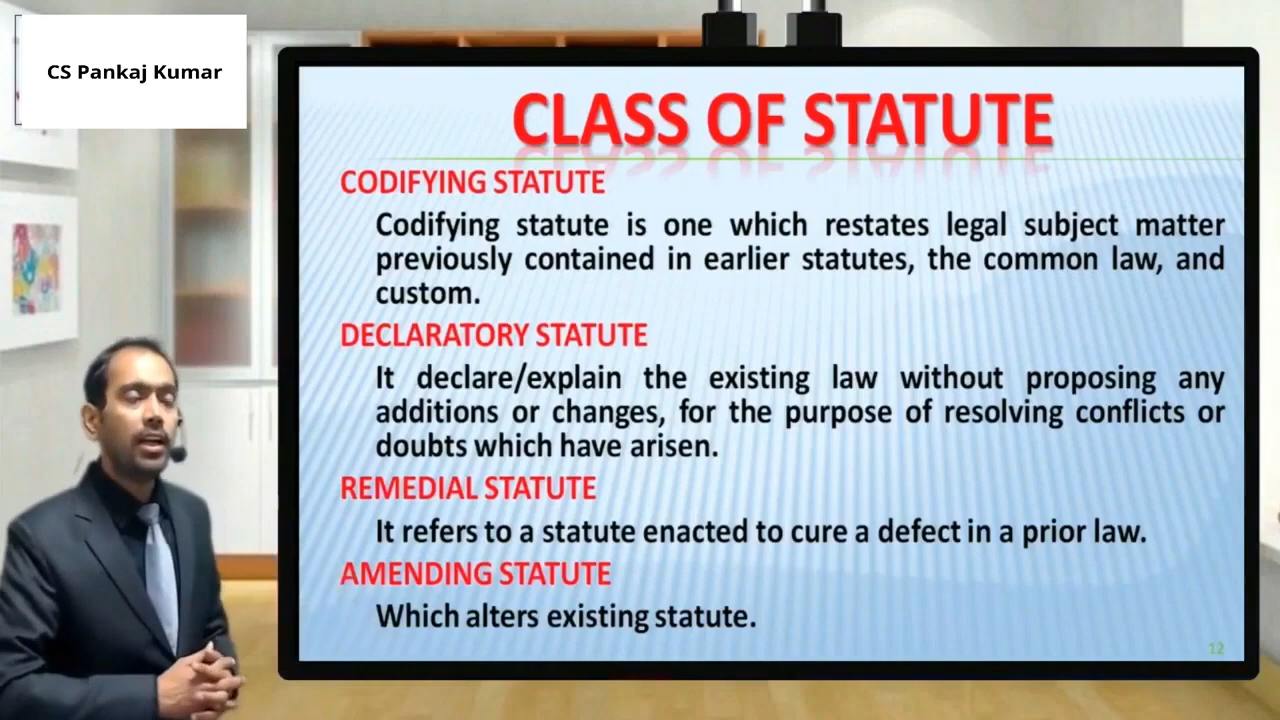 CS Pankaj Kumar
CLASS OF STATUTE
CODIFYING STATUTE
Codifying statute is one which restates legal subject matter
previously contained in earlier statutes, the common law, and
custom.
DECLARATORY STATUTE
It declare/explain the existing law without proposing any
additions or changes, for the purpose of resolving conflicts or
doubts which have arisen.
REMEDIAL STATUTE
It refers to a statute enacted to cure a defect in a prior law.
AMENDING STATUTE
Which alters existing statute.
12